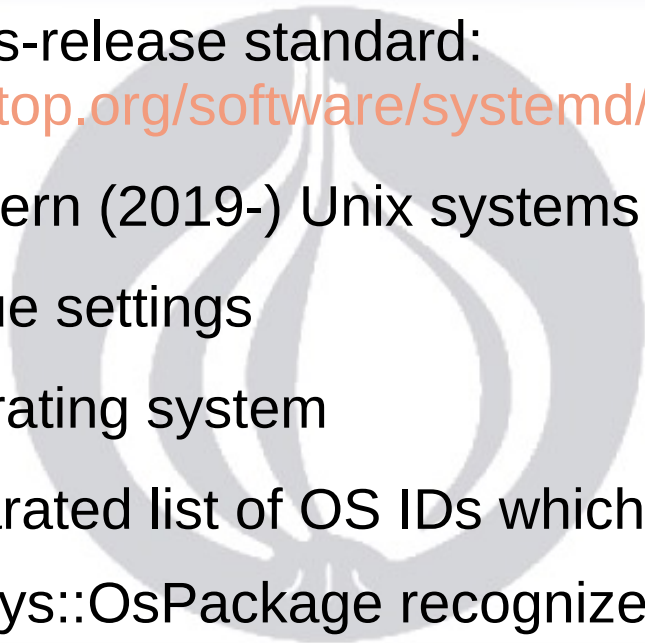 s-release standard:
top.org/software/systemd/
ern (2019-) Unix systems
ue settings
rating system
arated list of OS IDs which
ys::OsPackage recognize